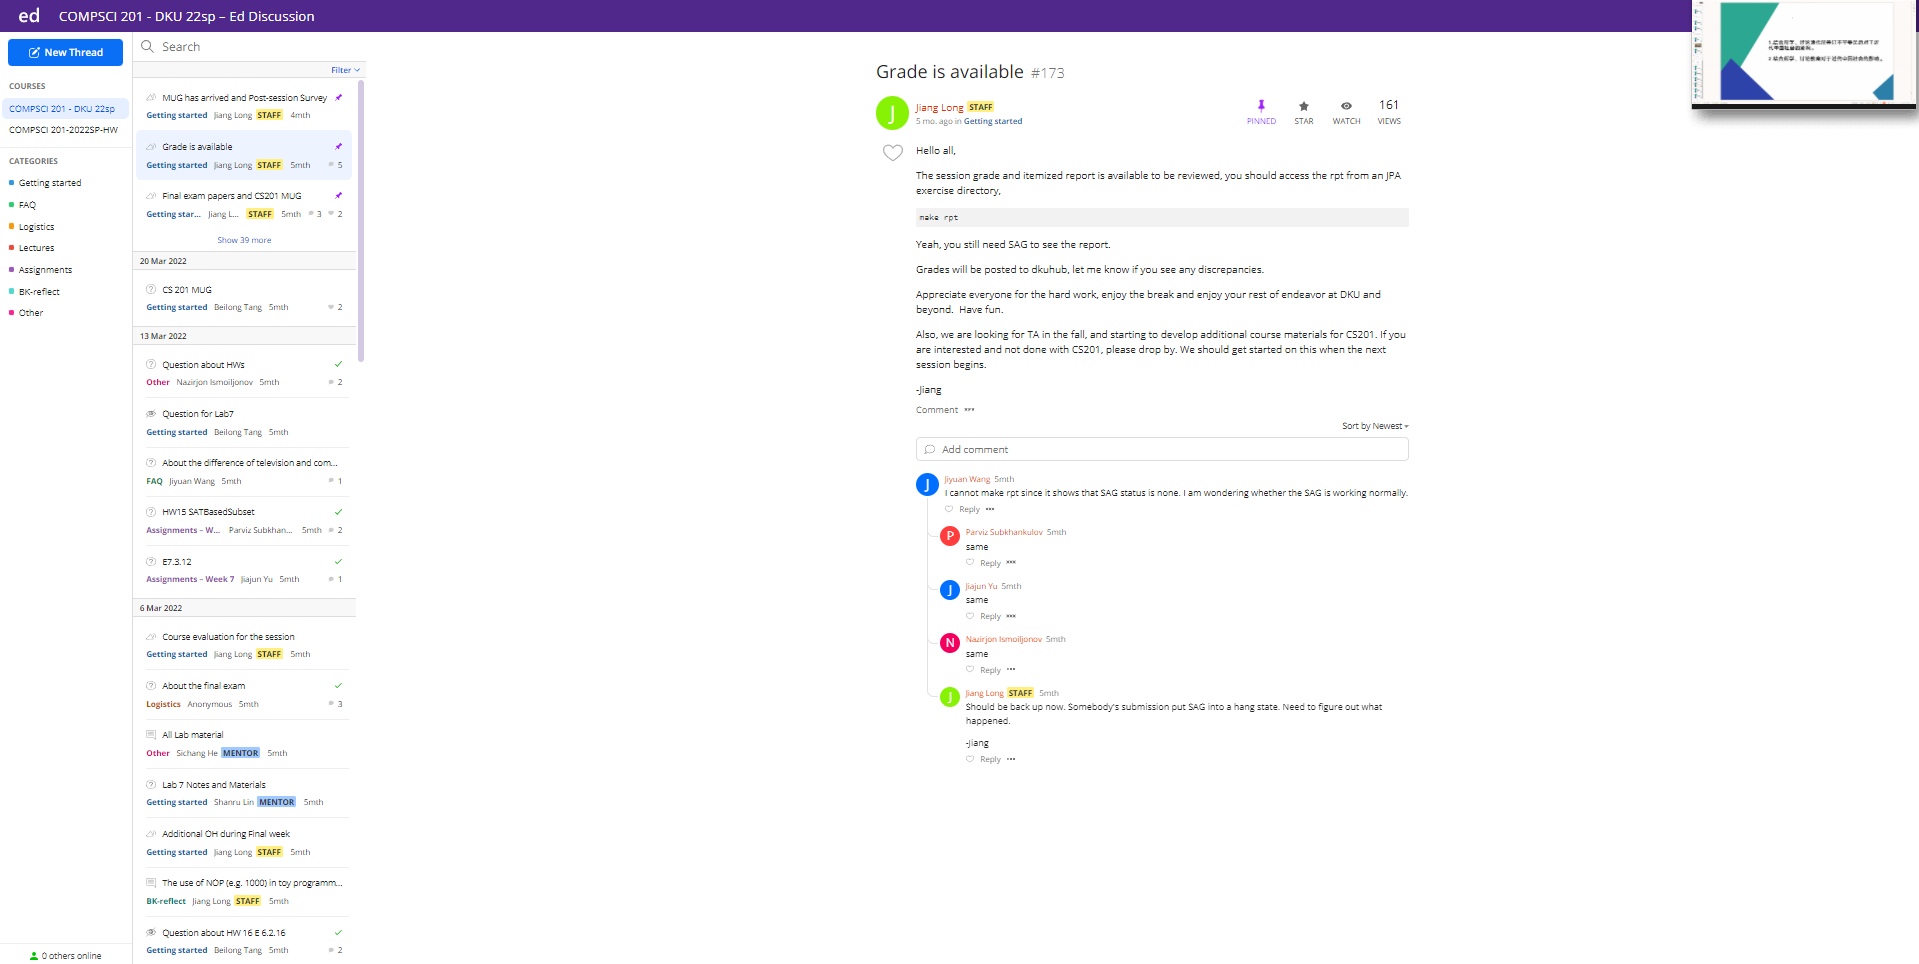 ed COMPSCI 201 - DKU 22sp – Ed Discussion
New Thread
COURSES
COMPSCI 201 - DKU 22sp
COMPSCI 201-2022SP-HW
CATEGORIES
Getting started
FAQ
Logistics
Lectures
Assignments
BK-reflect
Other
0 others online
Search
Filter
MUG has arrived and Post-session Survey
Getting started Jiang Long STAFF 4mth
Grade is available
Getting started Jiang Long STAFF 5mth 5
Final exam papers and CS201 MUG
Getting star... Jiang L... STAFF 5mth 3 2
Show 39 more
20 Mar 2022
CS 201 MUG
Getting started Beilong Tang 5mth 2
13 Mar 2022
Question about HWs
Other Nazirjon Ismoiljonov 5mth 2
Question for Lab7
Getting started Beilong Tang 5mth
About the difference of television and com...
FAQ Jiyuan Wang 5mth 1
HW15 SATBasedSubset
Assignments – W... Parviz Subkhan... 5mth 2
E7.3.12
Assignments – Week 7 Jiajun Yu 5mth 1
6 Mar 2022
Course evaluation for the session
Getting started Jiang Long STAFF 5mth
About the final exam
Logistics Anonymous 5mth 3
All Lab material
Other Sichang He MENTOR 5mth
Lab 7 Notes and Materials
Getting started Shanru Lin MENTOR 5mth
Additional OH during Final week
Getting started Jiang Long STAFF 5mth
The use of NOP (e.g. 1000) in toy programm...
BK-reflect Jiang Long STAFF 5mth
Question about HW 16 E 6.2.16
Getting started Beilong Tang 5mth 2
Grade is available #173
Jiang Long STAFF
5 mo. ago in Getting started
PINNED STAR WATCH 161 VIEWS
Hello all,
The session grade and itemized report is available to be reviewed, you should access the rpt from an JPA
exercise directory,
make rpt
Yeah, you still need SAG to see the report.
Grades will be posted to dkuhub, let me know if you see any discrepancies.
Appreciate everyone for the hard work, enjoy the break and enjoy your rest of endeavor at DKU and
beyond. Have fun.
Also, we are looking for TA in the fall, and starting to develop additional course materials for CS201. If you
are interested and not done with CS201, please drop by. We should get started on this when the next
session begins.
-Jiang
Comment
Sort by Newest
Add comment
Jiyuan Wang 5mth
I cannot make rpt since it shows that SAG status is none. I am wondering whether the SAG is working normally.
Reply
Parviz Subkhankulov 5mth
same
Reply
Jiajun Yu 5mth
same
Reply
Nazirjon Ismoiljonov 5mth
same
Reply
Jiang Long STAFF 5mth
Should be back up now. Somebody's submission put SAG into a hang state. Need to figure out what
happened.
-Jiang
Reply